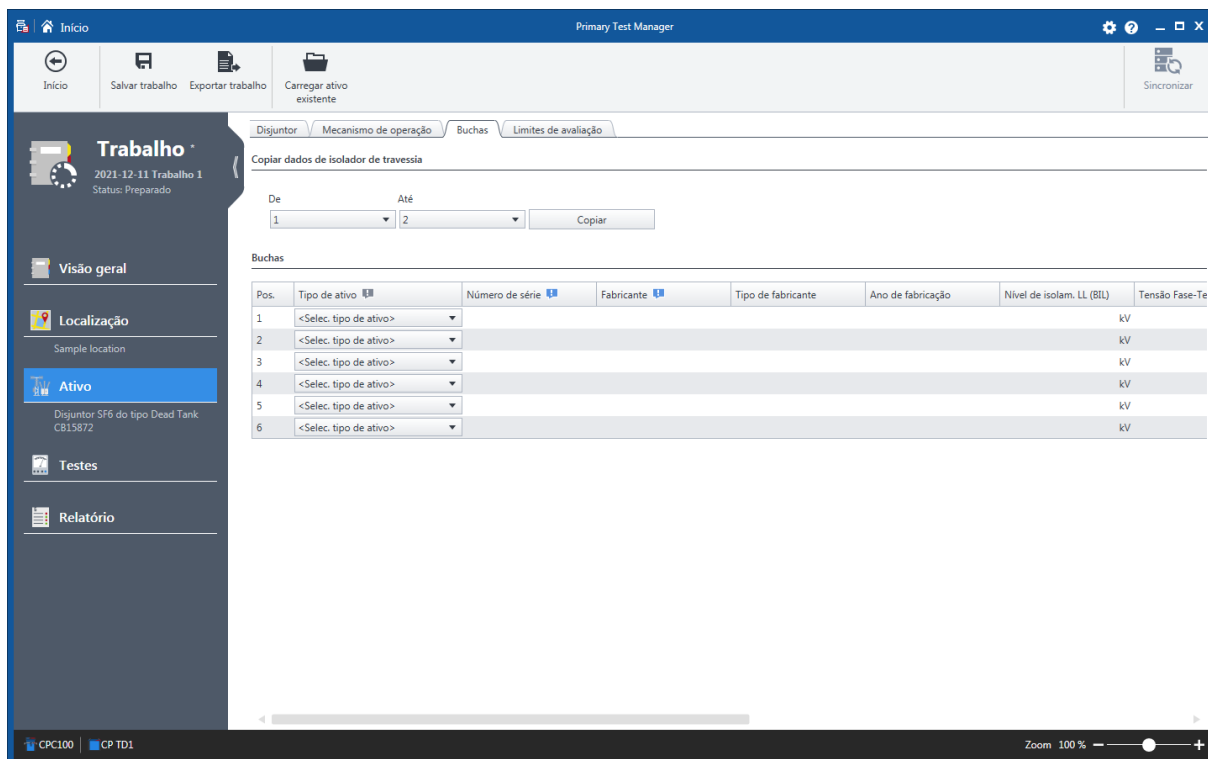 Início
Primary Test Manager
Início
Salvar trabalho
Exportar trabalho
Carregar ativo
existente
Sincronizar
Trabalho *
2021-12-11 Trabalho 1
Status: Preparado
Visão geral
Localização
Sample location
Ativo
Disjuntor SF6 do tipo Dead Tank
CB15872
Testes
Relatório
Disjuntor
Mecanismo de operação
Buchas
Limites de avaliação
Copiar dados de isolador de travessia
De
Até
1
2
Copiar
Buchas
Pos. Tipo de ativo Número de série Fabricante Tipo de fabricante Ano de fabricação Nível de isolam. LL (BIL) Tensão Fase-Te
1 <Selec. tipo de ativo> kV
2 <Selec. tipo de ativo> kV
3 <Selec. tipo de ativo> kV
4 <Selec. tipo de ativo> kV
5 <Selec. tipo de ativo> kV
6 <Selec. tipo de ativo> kV
CPC100
CP TD1
Zoom 100 %